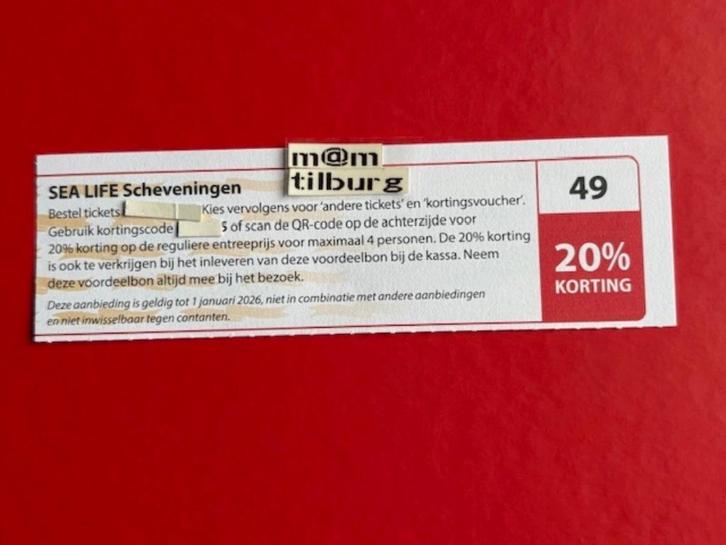 m@m
tilburg
SEA LIFE Scheveningen
Bestel tickets Kies vervolgens voor 'andere tickets' en 'kortingsvoucher'.
Gebruik kortingscode 5 of scan de QR-code op de achterzijde voor
20% korting op de reguliere entreeprijs voor maximaal 4 personen. De 20% korting
is ook te verkrijgen bij het inleveren van deze voordeelbon bij de kassa. Neem
deze voordeelbon altijd mee bij het bezoek.
Deze aanbieding is geldig tot 1 januari 2026, niet in combinatie met andere aanbiedingen
en niet inwisselbaar tegen contanten.
49
20%
KORTING